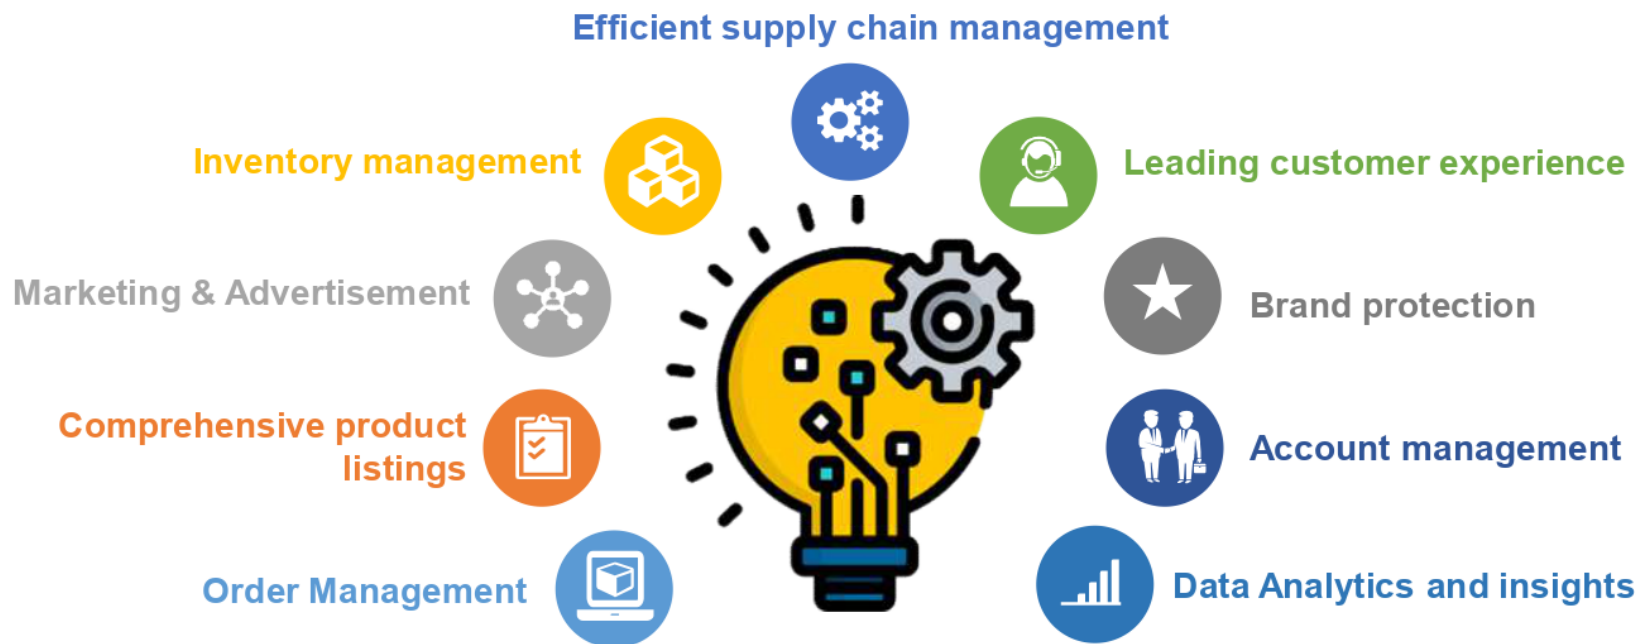 Efficient supply chain management
Inventory management
Leading customer experience
Marketing & Advertisement
Brand protection
Comprehensive product
listings
Account management
Order Management
Data Analytics and insights